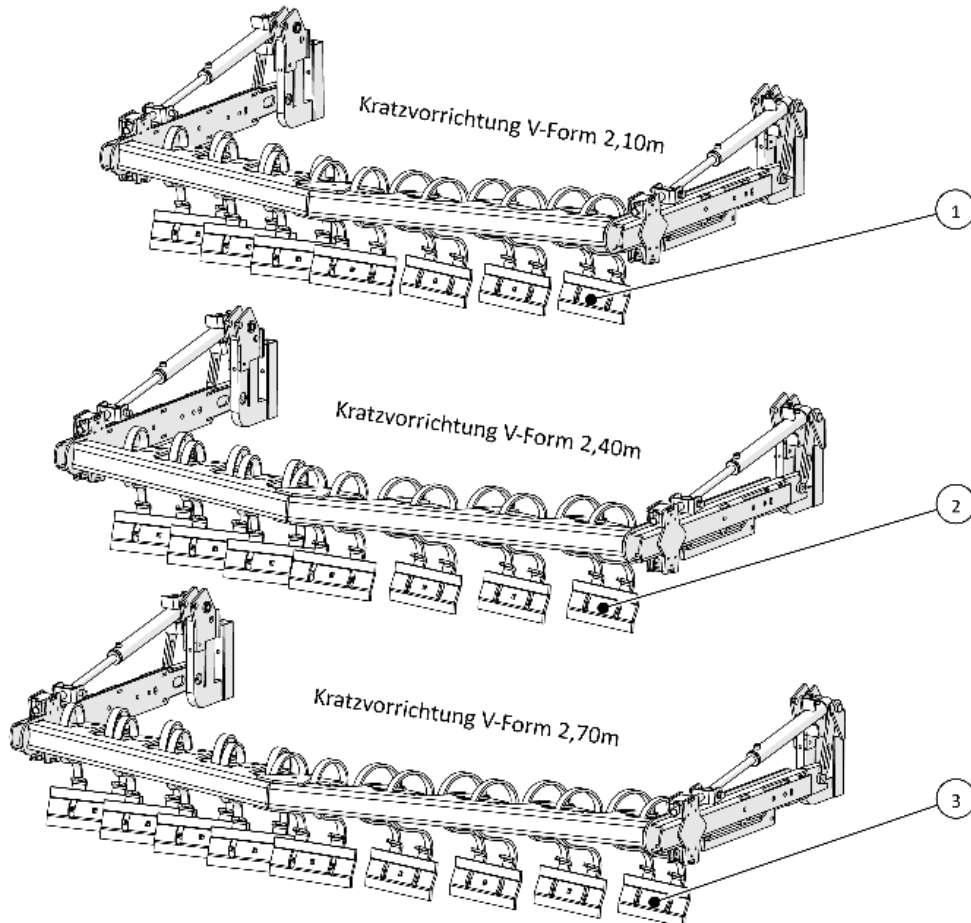 Kratzvorrichtung V-Form 2,10m
1
Kratzvorrichtung V-Form 2,40m
2
Kratzvorrichtung V-Form 2,70m
3